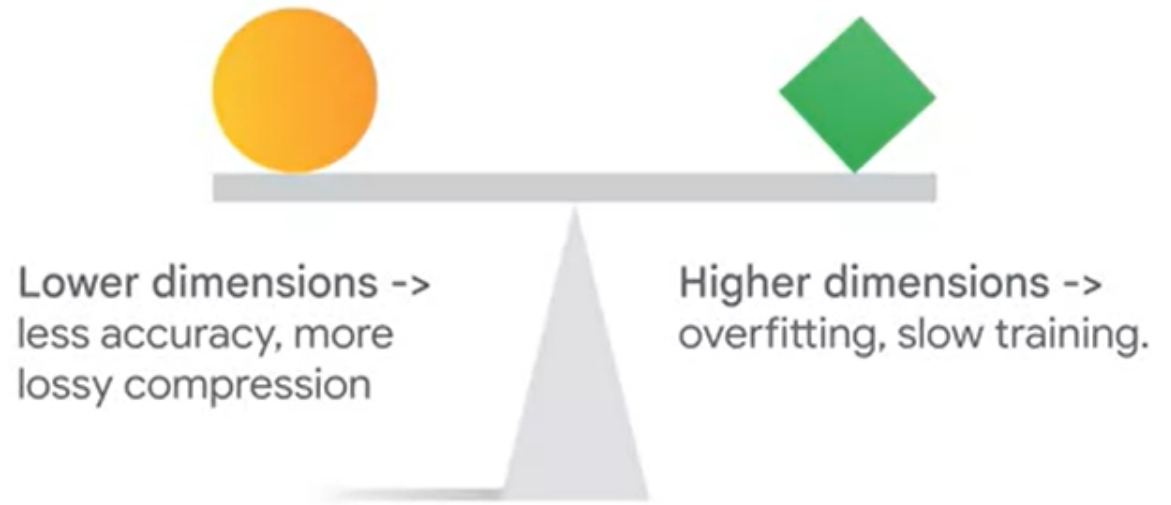 Lower dimensions ->
less accuracy, more
lossy compression
Higher dimensions ->
overfitting, slow training.